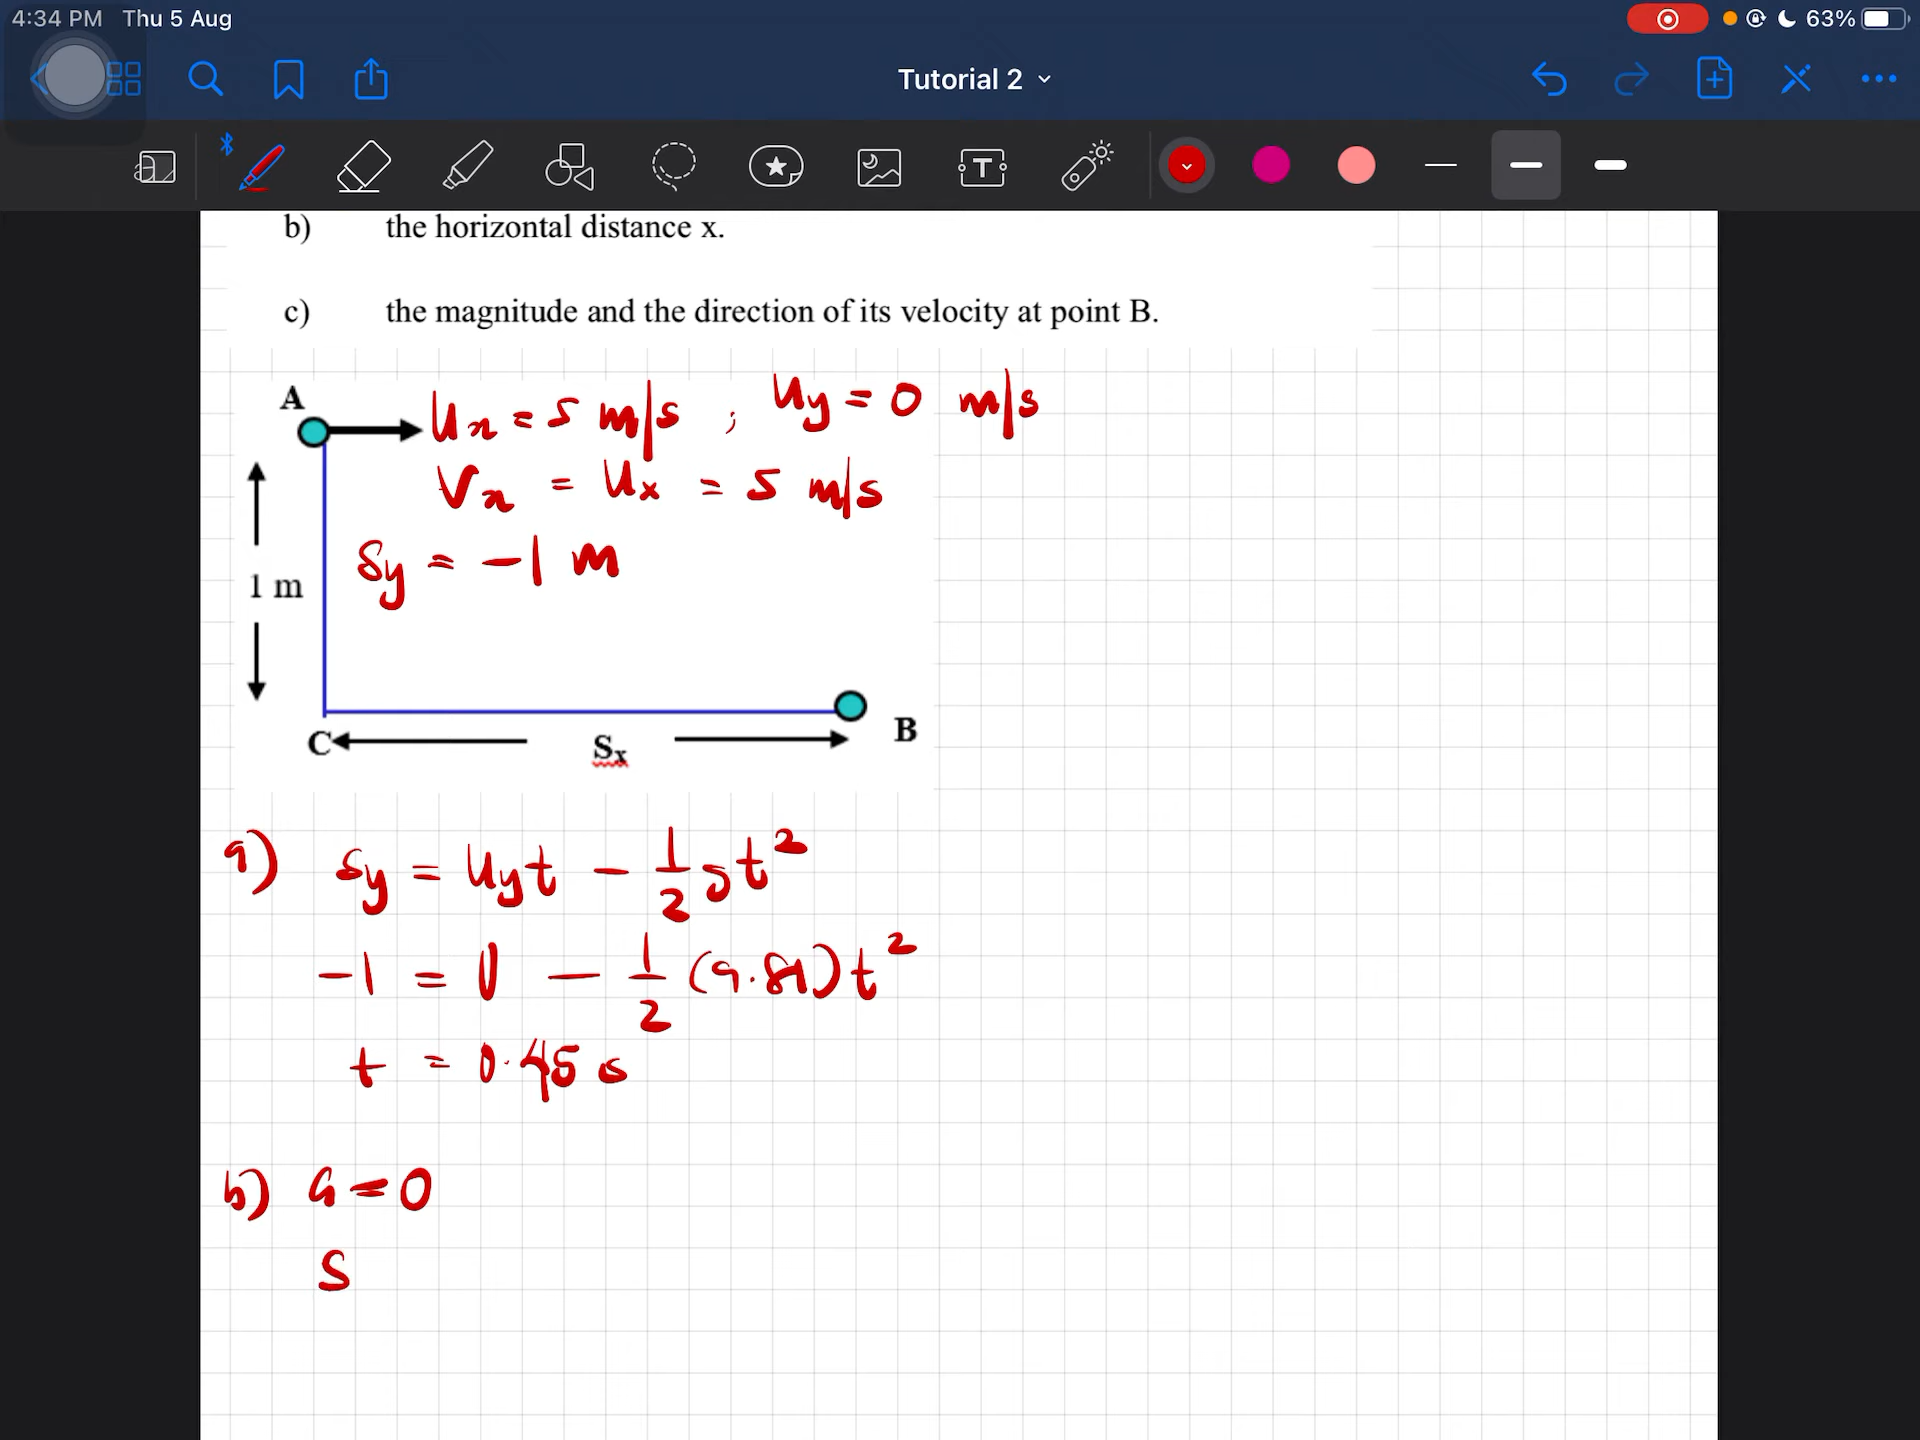 4:34 PM Thu 5 Aug
63%
Tutorial 2
b) the horizontal distance x.
c) the magnitude and the direction of its velocity at point B.
A
Ux = 5 m/s ; Uy = 0 m/s
Vx = Ux = 5 m/s
Sy = -1 m
1 m
C
Sx
B
a) Sy = Uyt - 1/2 gt²
-1 = 0 - 1/2 (9.81)t²
t = 0.45 s
b) a = 0
S